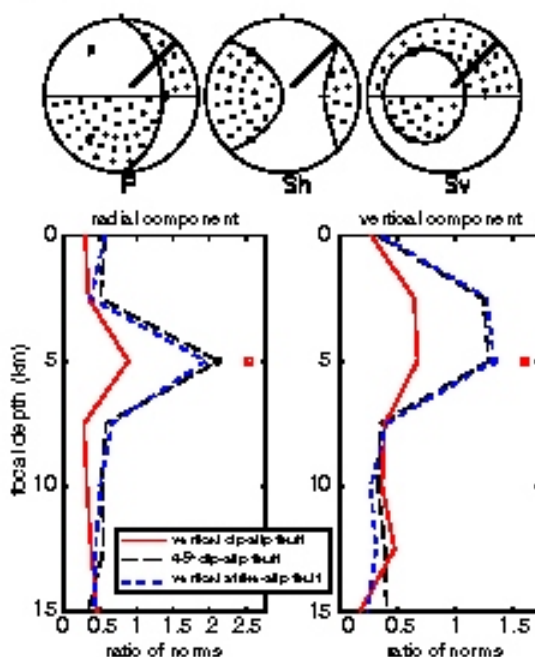 P Sh Sv
radial component vertical component
0 0
5 5
focal depth (km)
10 10
vertical dip-slip fault
45° dip-slip fault
vertical strike-slip fault
15 15
0 0.5 1 1.5 2 2.5 0 0.5 1 1.5
ratio of norms ratio of norms